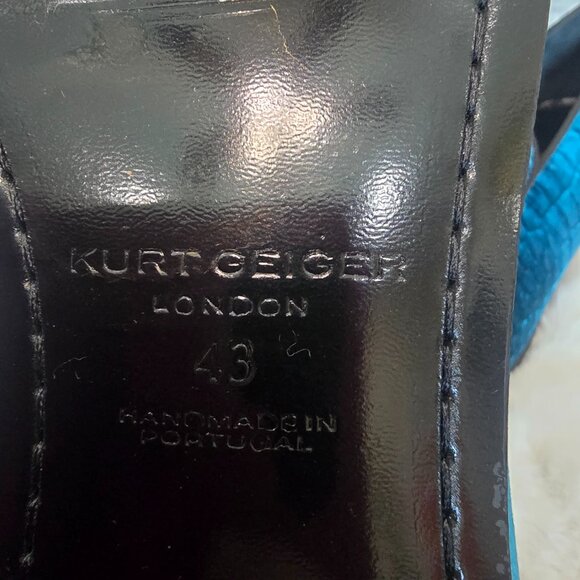 KURT GEIGER
LONDON
43
HANDMADE IN
PORTUGAL